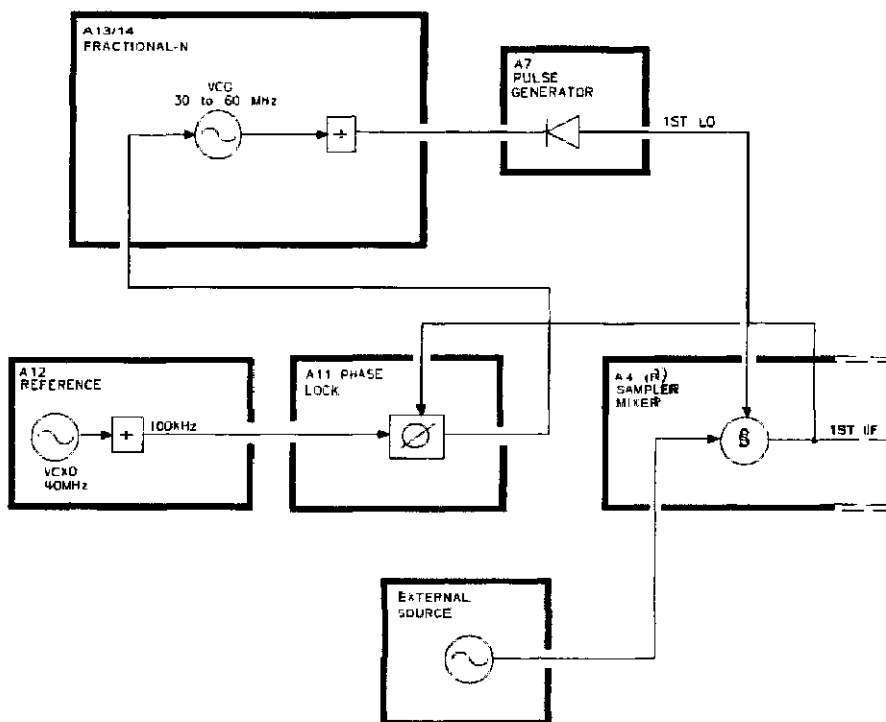 A13/14
FRACTIONAL-N
VCO
30 to 60 MHz
÷
A7
PULSE
GENERATOR
1ST LO
A12
REFERENCE
VCXO
40MHz
÷
100KHz
A11 PHASE
LOCK
A4 (R)
SAMPLER
MIXER
S
1ST IF
EXTERNAL
SOURCE